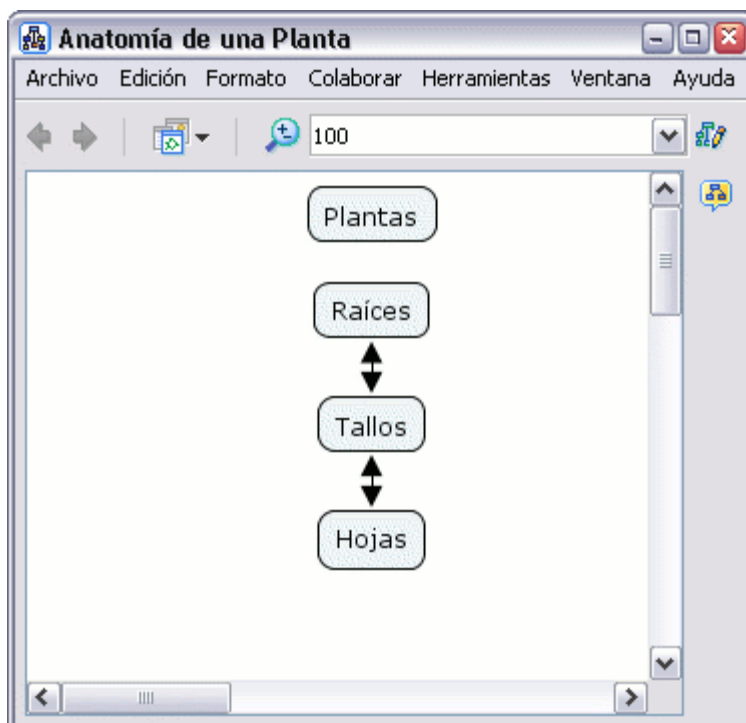 Anatomía de una Planta
Archivo Edición Formato Colaborar Herramientas Ventana Ayuda
100
Plantas
Raíces
Tallos
Hojas